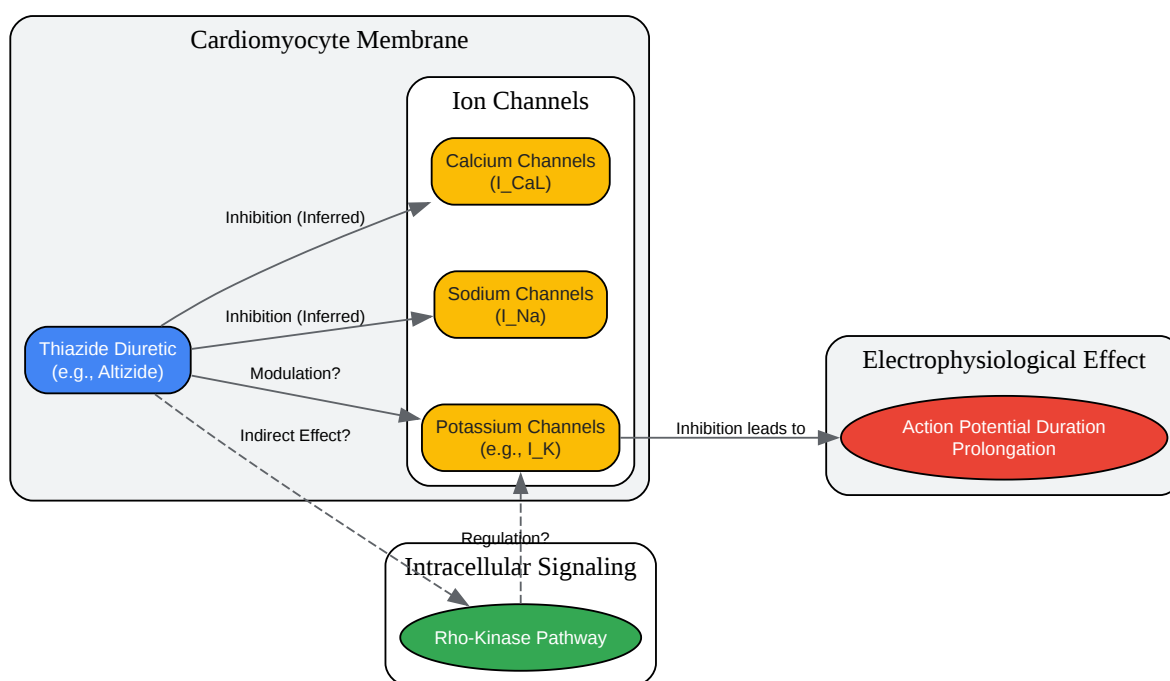 Cardiomyocyte Membrane
Ion Channels
Calcium Channels
(I_CaL)
Inhibition (Inferred)
Sodium Channels
(I_Na)
Inhibition (Inferred)
Thiazide Diuretic
(e.g., Altizide)
Modulation?
Indirect Effect?
Potassium Channels
(e.g., I_K)
Inhibition leads to
Electrophysiological Effect
Action Potential Duration
Prolongation
Regulation?
Intracellular Signaling
Rho-Kinase Pathway